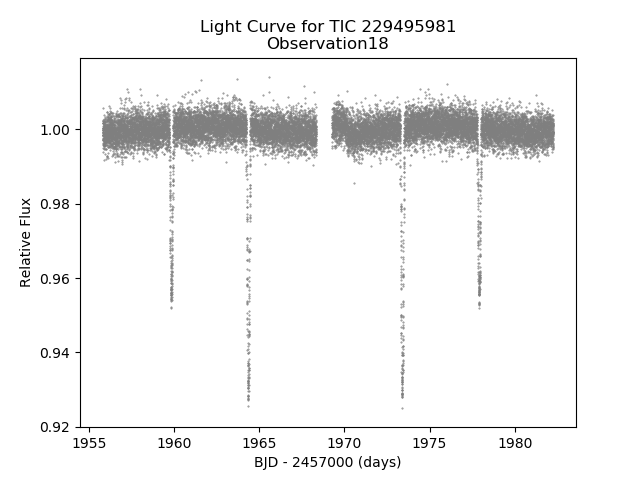 Light Curve for TIC 229495981
Observation18
1.00
0.98
0.96
0.94
0.92
Relative Flux
1955
1960
1965
1970
1975
1980
BJD - 2457000 (days)